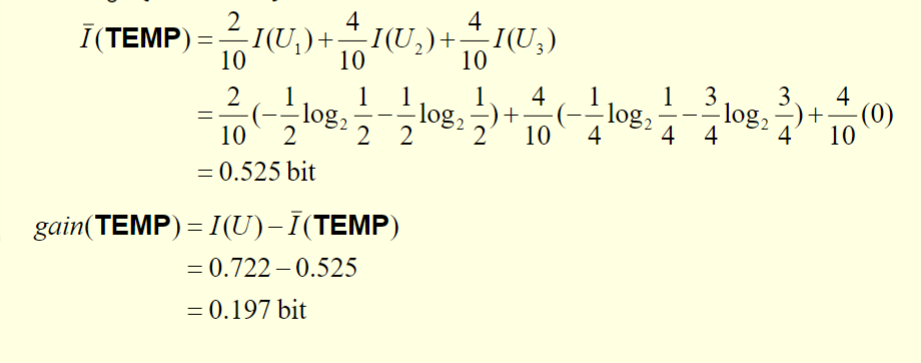 Ī(TEMP) = 2/10 I(U₁) + 4/10 I(U₂) + 4/10 I(U₃)
= 2/10 (−1/2 log₂ 1/2 − 1/2 log₂ 1/2) + 4/10 (−1/4 log₂ 1/4 − 3/4 log₂ 3/4) + 4/10 (0)
= 0.525 bit
gain(TEMP) = I(U) − Ī(TEMP)
= 0.722 − 0.525
= 0.197 bit